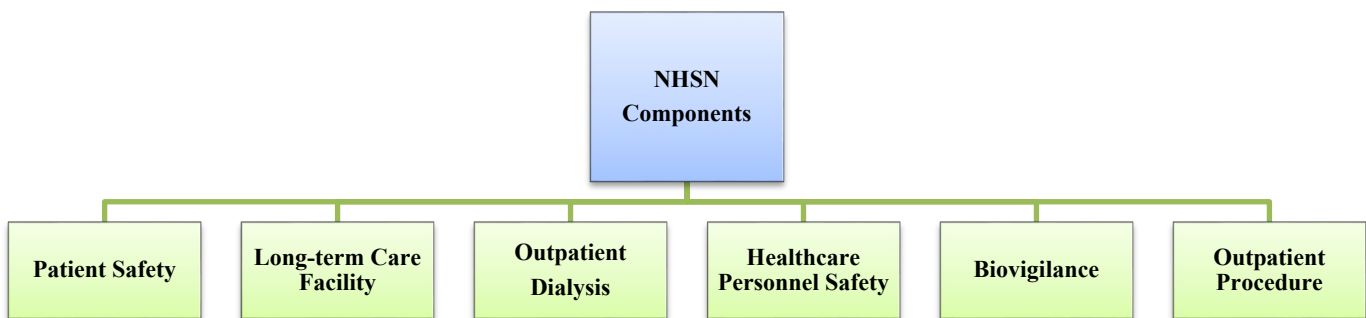 NHSN
Components
Patient Safety
Long-term Care
Facility
Outpatient
Dialysis
Healthcare
Personnel Safety
Biovigilance
Outpatient
Procedure